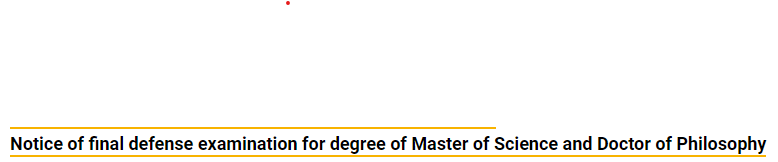 Notice of final defense examination for degree of Master of Science and Doctor of Philosophy